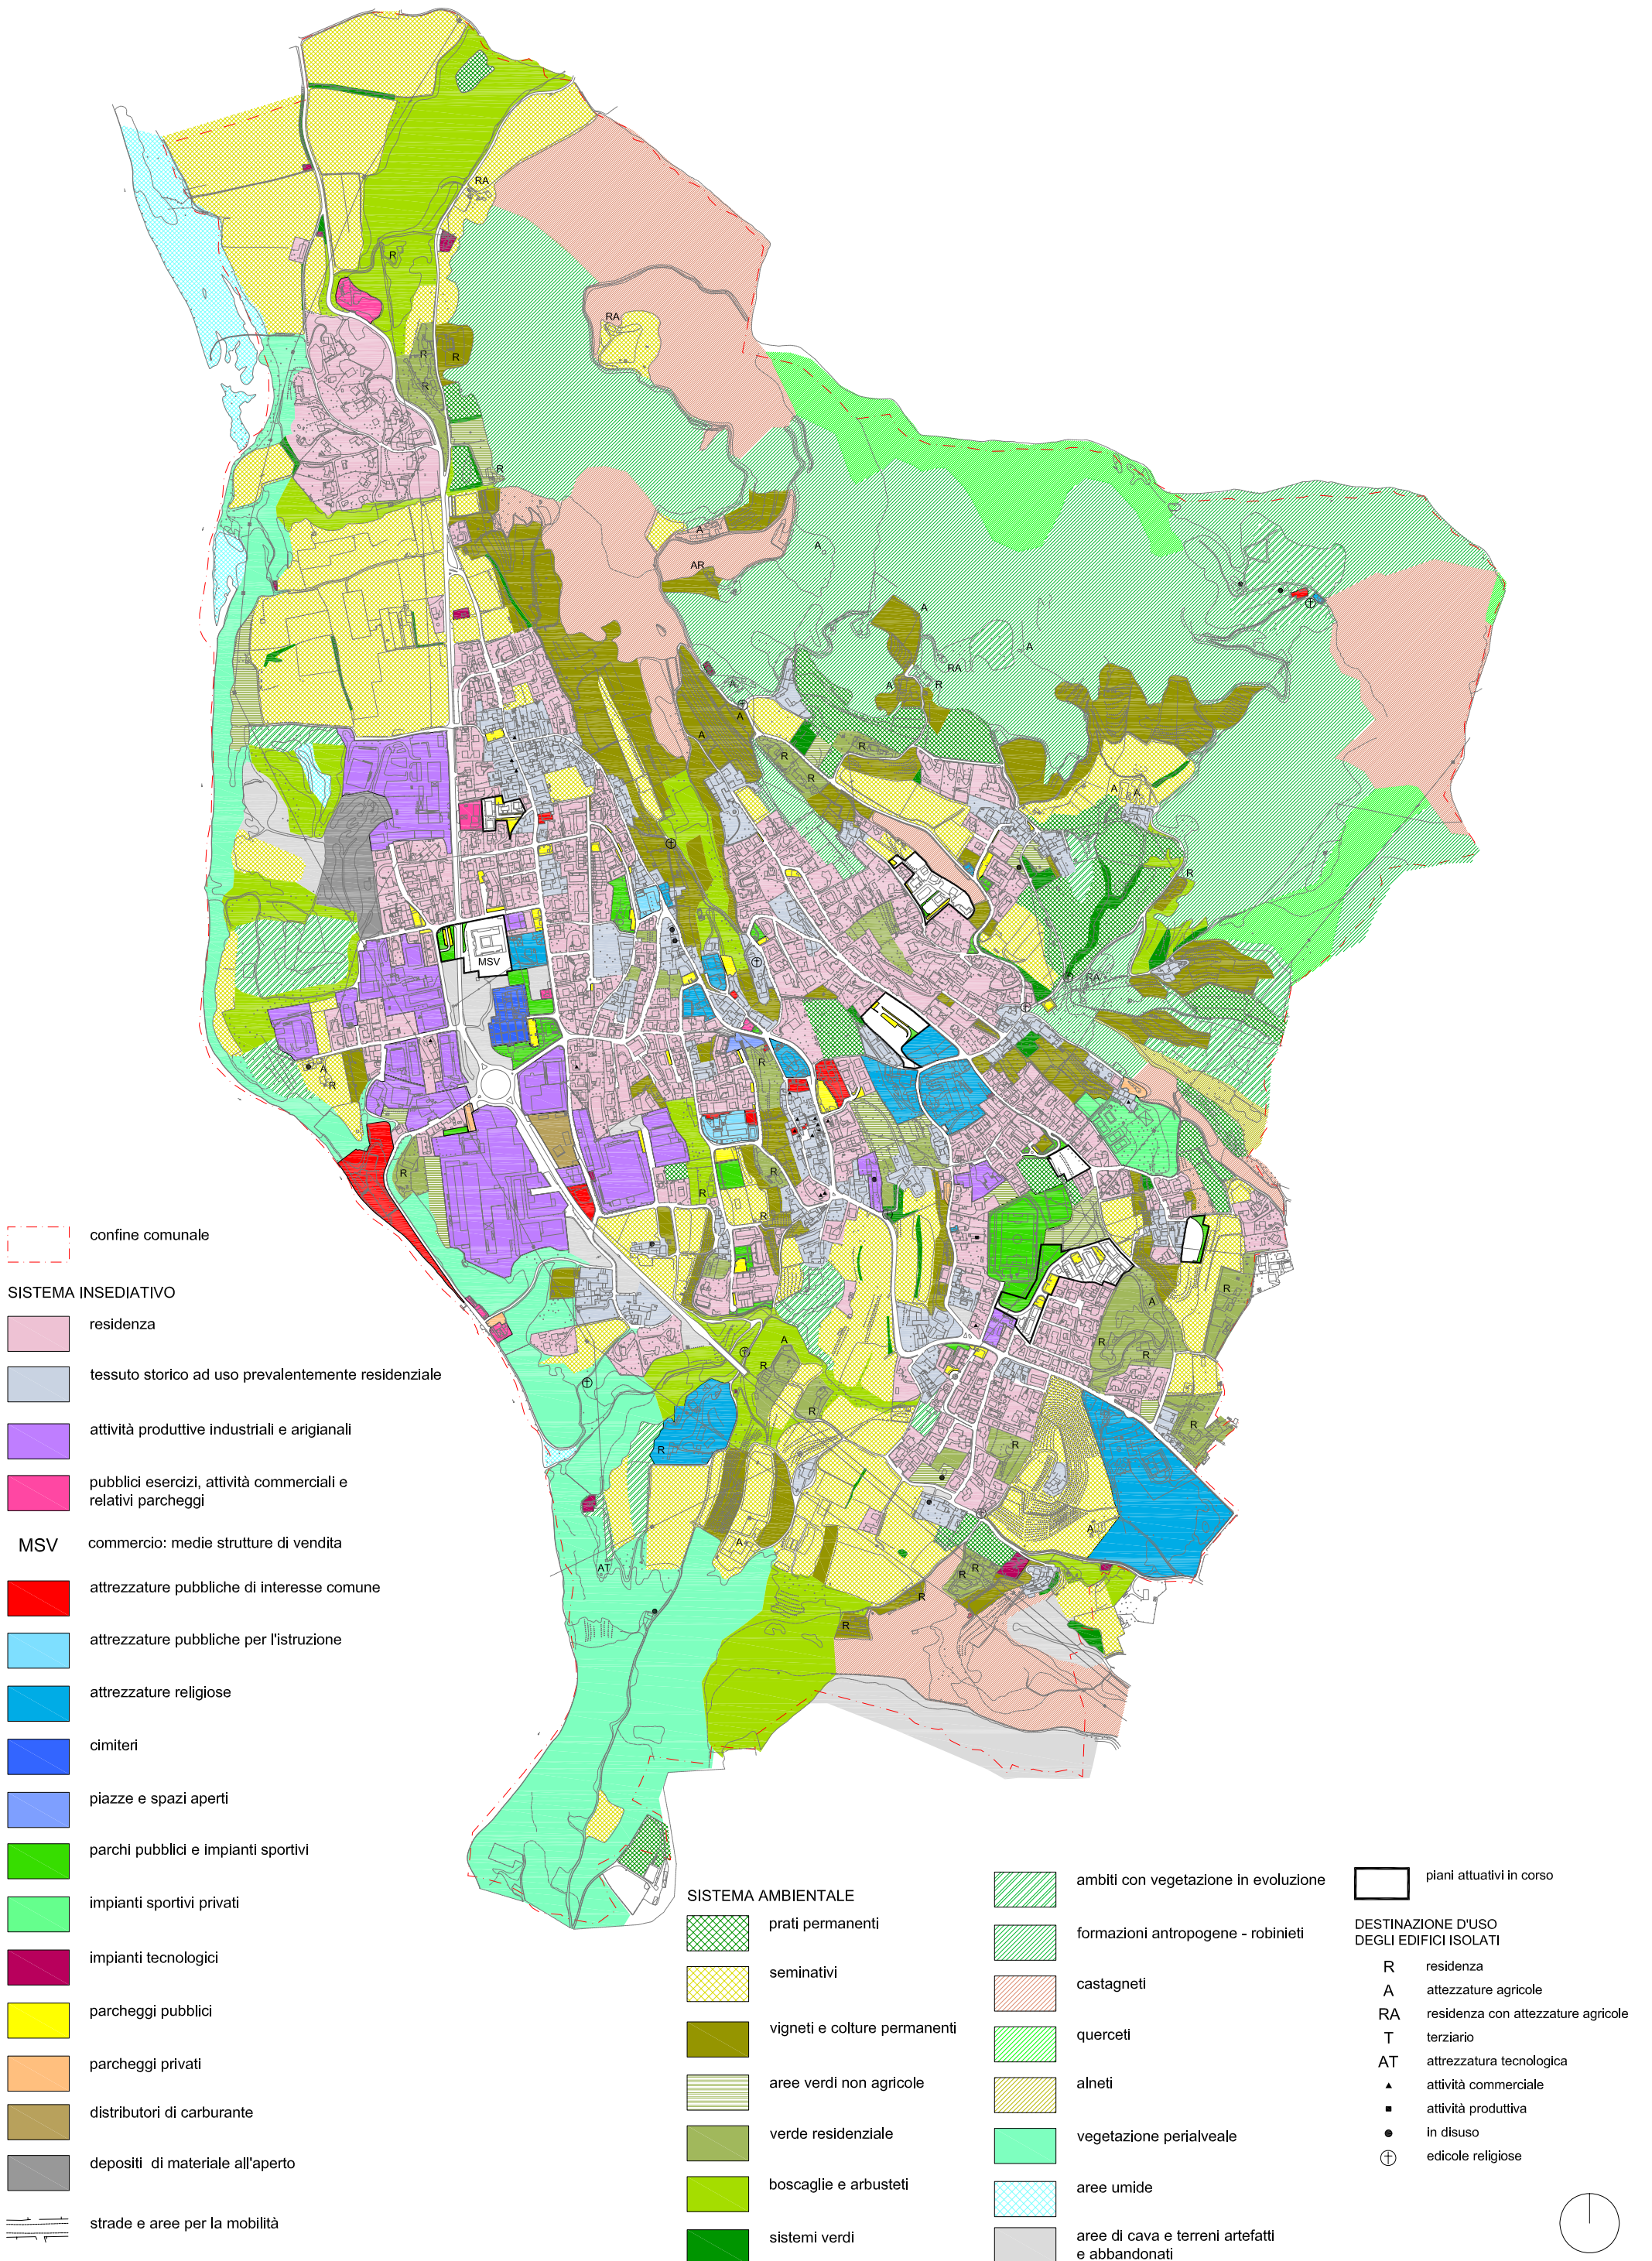 RA
R
RA
R
R
R
R
A
A
AR
A
RA
A
A
R
A
A
A
R
R
R
A
A
R
MSV
RA
A
R
R
R
R
R
R
A
R
R
A
R
R
R
R
R
A
A
AT
R
R
R
R
confine comunale
SISTEMA INSEDIATIVO
residenza
tessuto storico ad uso prevalentemente residenziale
attività produttive industriali e arigianali
pubblici esercizi, attività commerciali e
relativi parcheggi
MSV commercio: medie strutture di vendita
attrezzature pubbliche di interesse comune
attrezzature pubbliche per l'istruzione
attrezzature religiose
cimiteri
piazze e spazi aperti
parchi pubblici e impianti sportivi
impianti sportivi privati
impianti tecnologici
parcheggi pubblici
parcheggi privati
distributori di carburante
depositi di materiale all'aperto
strade e aree per la mobilità
SISTEMA AMBIENTALE
prati permanenti
seminativi
vigneti e colture permanenti
aree verdi non agricole
verde residenziale
boscaglie e arbusteti
sistemi verdi
ambiti con vegetazione in evoluzione
formazioni antropogene - robinieti
castagneti
querceti
alneti
vegetazione perialveale
aree umide
aree di cava e terreni artefatti
e abbandonati
piani attuativi in corso
DESTINAZIONE D'USO
DEGLI EDIFICI ISOLATI
R residenza
A attezzature agricole
RA residenza con attezzature agricole
T terziario
AT attrezzatura tecnologica
attività commerciale
attività produttiva
in disuso
edicole religiose